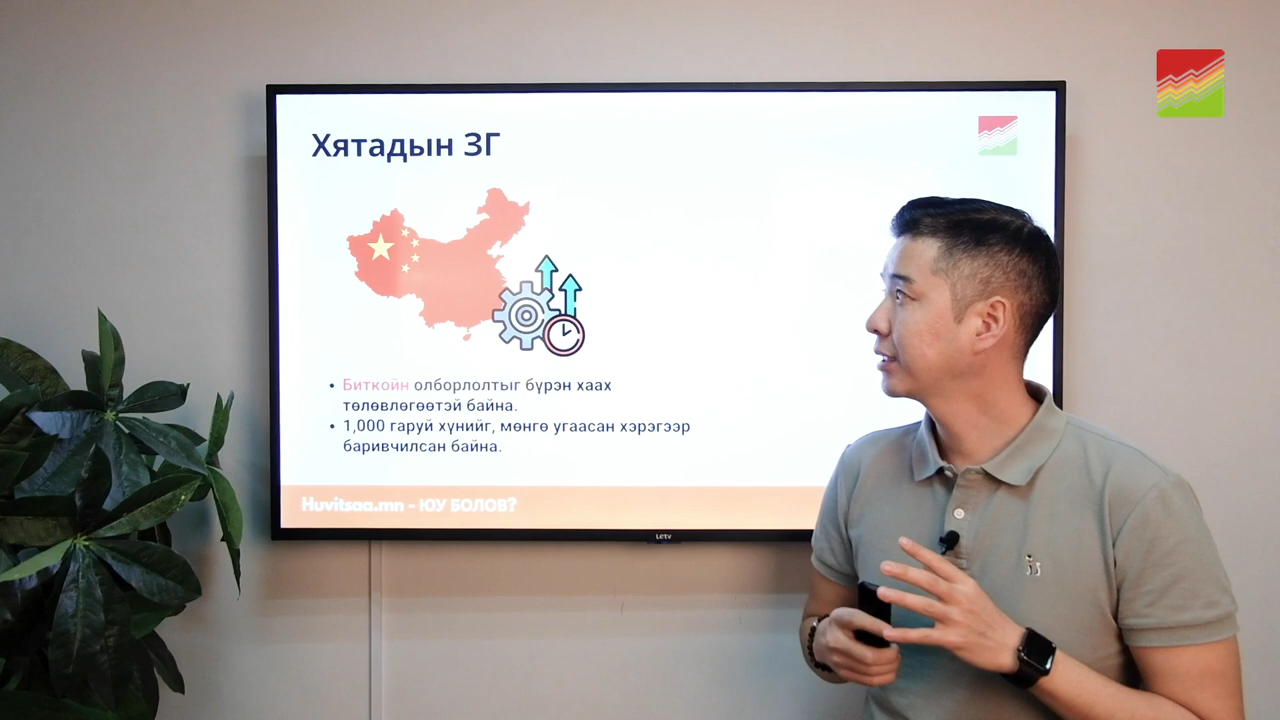 Хятадын ЗГ
• Биткойн олборлолтыг бүрэн хаах
төлөвлөгөөтэй байна.
• 1,000 гаруй хүнийг, мөнгө угаасан хэрэгээр
баривчилсан байна.
Huvitsaa.mn - ЮУ БОЛОВ?
Letv